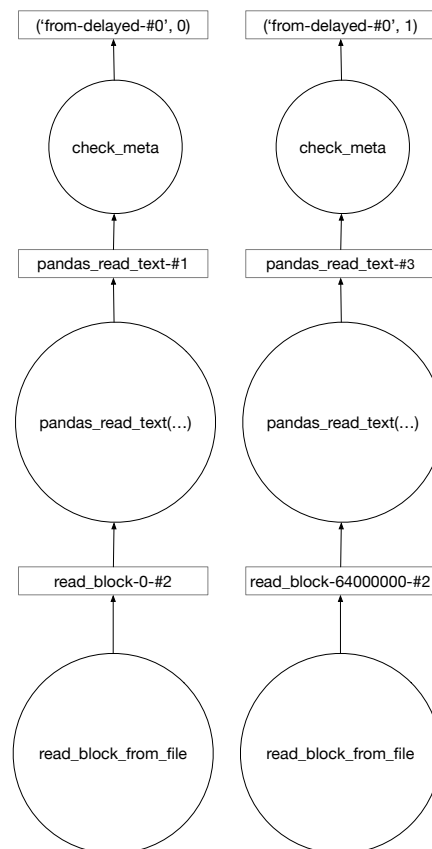 (‘from-delayed-#0’, 0)
(‘from-delayed-#0’, 1)
check_meta
check_meta
pandas_read_text-#1
pandas_read_text-#3
pandas_read_text(…)
pandas_read_text(…)
read_block-0-#2
read_block-64000000-#2
read_block_from_file
read_block_from_file